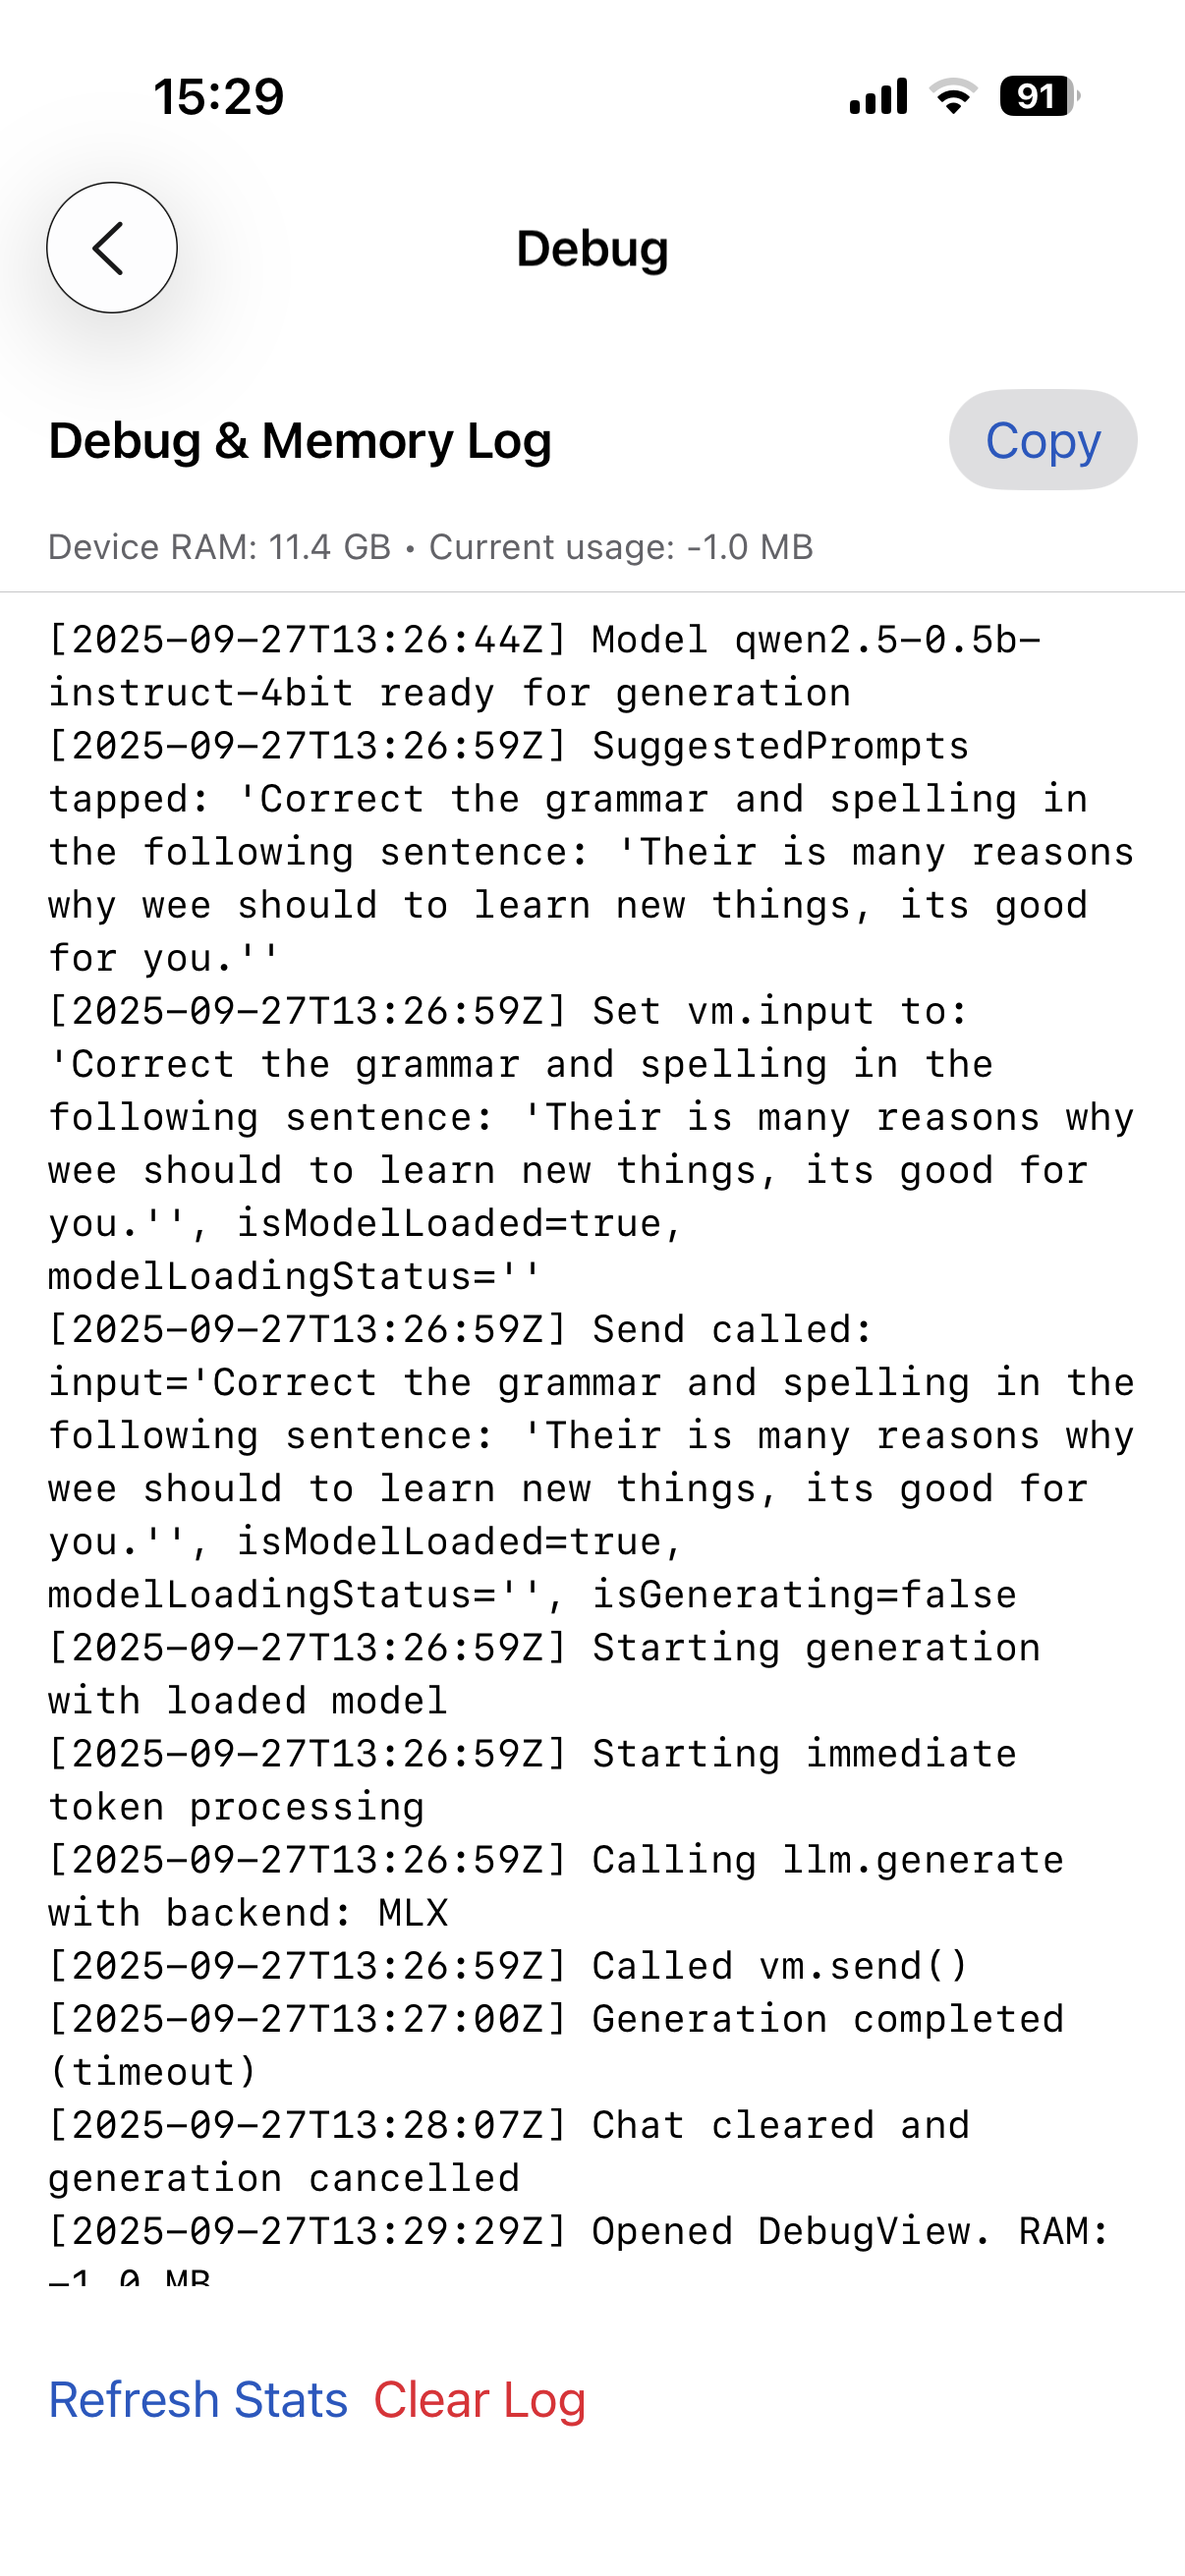 15:29
91
Debug
Debug & Memory Log
Copy
Device RAM: 11.4 GB • Current usage: -1.0 MB
[2025-09-27T13:26:44Z] Model qwen2.5-0.5b-
instruct-4bit ready for generation
[2025-09-27T13:26:59Z] SuggestedPrompts
tapped: 'Correct the grammar and spelling in
the following sentence: 'Their is many reasons
why wee should to learn new things, its good
for you.''
[2025-09-27T13:26:59Z] Set vm.input to:
'Correct the grammar and spelling in the
following sentence: 'Their is many reasons why
wee should to learn new things, its good for
you.'', isModelLoaded=true,
modelLoadingStatus=''
[2025-09-27T13:26:59Z] Send called:
input='Correct the grammar and spelling in the
following sentence: 'Their is many reasons why
wee should to learn new things, its good for
you.'', isModelLoaded=true,
modelLoadingStatus='', isGenerating=false
[2025-09-27T13:26:59Z] Starting generation
with loaded model
[2025-09-27T13:26:59Z] Starting immediate
token processing
[2025-09-27T13:26:59Z] Calling llm.generate
with backend: MLX
[2025-09-27T13:26:59Z] Called vm.send()
[2025-09-27T13:27:00Z] Generation completed
(timeout)
[2025-09-27T13:28:07Z] Chat cleared and
generation cancelled
[2025-09-27T13:29:29Z] Opened DebugView. RAM:
-1.0 MB
Refresh Stats Clear Log